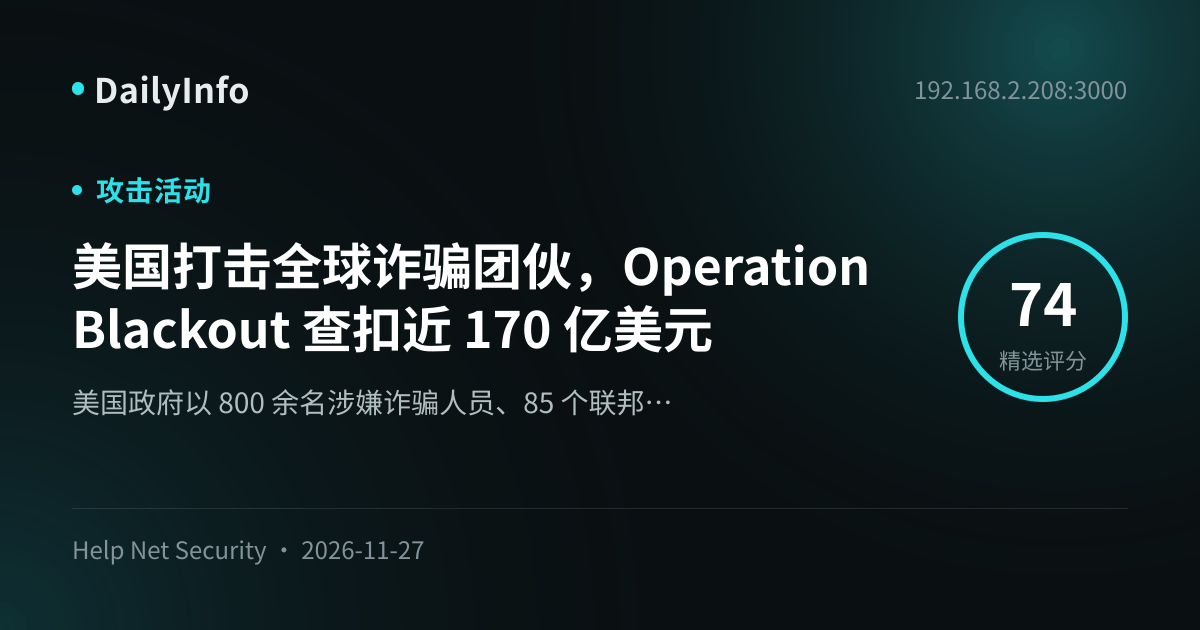 DailyInfo
192.168.2.208:3000
攻击活动
美国打击全球诈骗团伙，Operation
Blackout 查扣近 170 亿美元
74
精选评分
美国政府以 800 余名涉嫌诈骗人员、85 个联邦…
Help Net Security · 2026-11-27